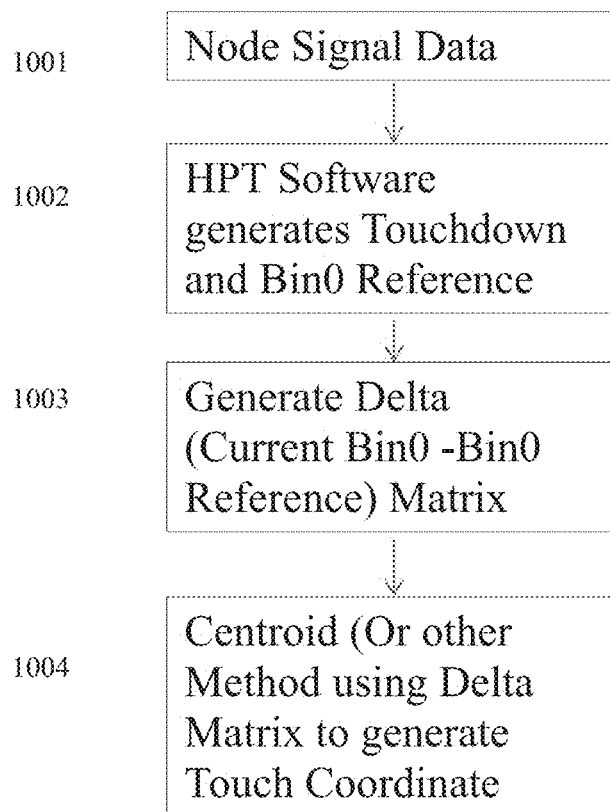 1001
Node Signal Data
1002
HPT Software
generates Touchdown
and Bin0 Reference
1003
Generate Delta
(Current Bin0 -Bin0
Reference) Matrix
1004
Centroid (Or other
Method using Delta
Matrix to generate
Touch Coordinate